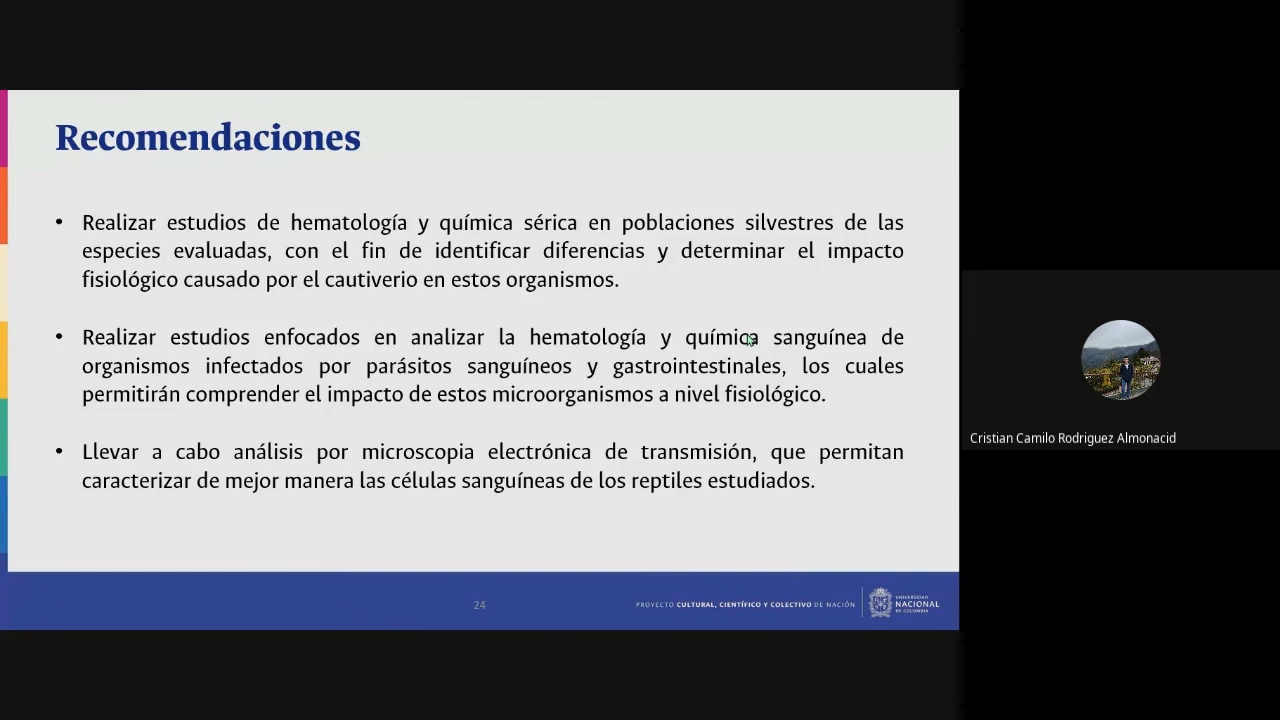 Recomendaciones
• Realizar estudios de hematología y química sérica en poblaciones silvestres de las
especies evaluadas, con el fin de identificar diferencias y determinar el impacto
fisiológico causado por el cautiverio en estos organismos.
• Realizar estudios enfocados en analizar la hematología y química sanguínea de
organismos infectados por parásitos sanguíneos y gastrointestinales, los cuales
permitirán comprender el impacto de estos microorganismos a nivel fisiológico.
• Llevar a cabo análisis por microscopia electrónica de transmisión, que permitan
caracterizar de mejor manera las células sanguíneas de los reptiles estudiados.
24
PROYECTO CULTURAL, CIENTÍFICO Y COLECTIVO DE NACIÓN
UNIVERSIDAD
NACIONAL
DE COLOMBIA
Cristian Camilo Rodriguez Almonacid